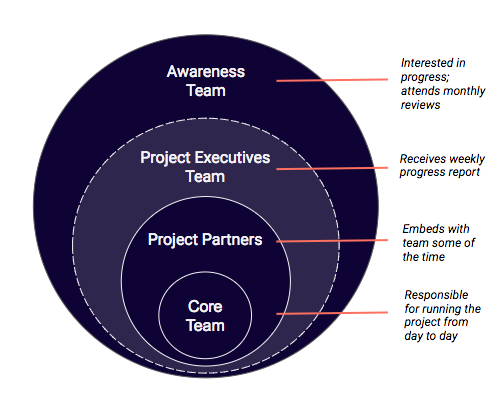 Awareness
Team
Interested in
progress;
attends monthly
reviews
Project Executives
Team
Receives weekly
progress report
Project Partners
Embeds with
team some of
the time
Core
Team
Responsible
for running the
project from
day to day